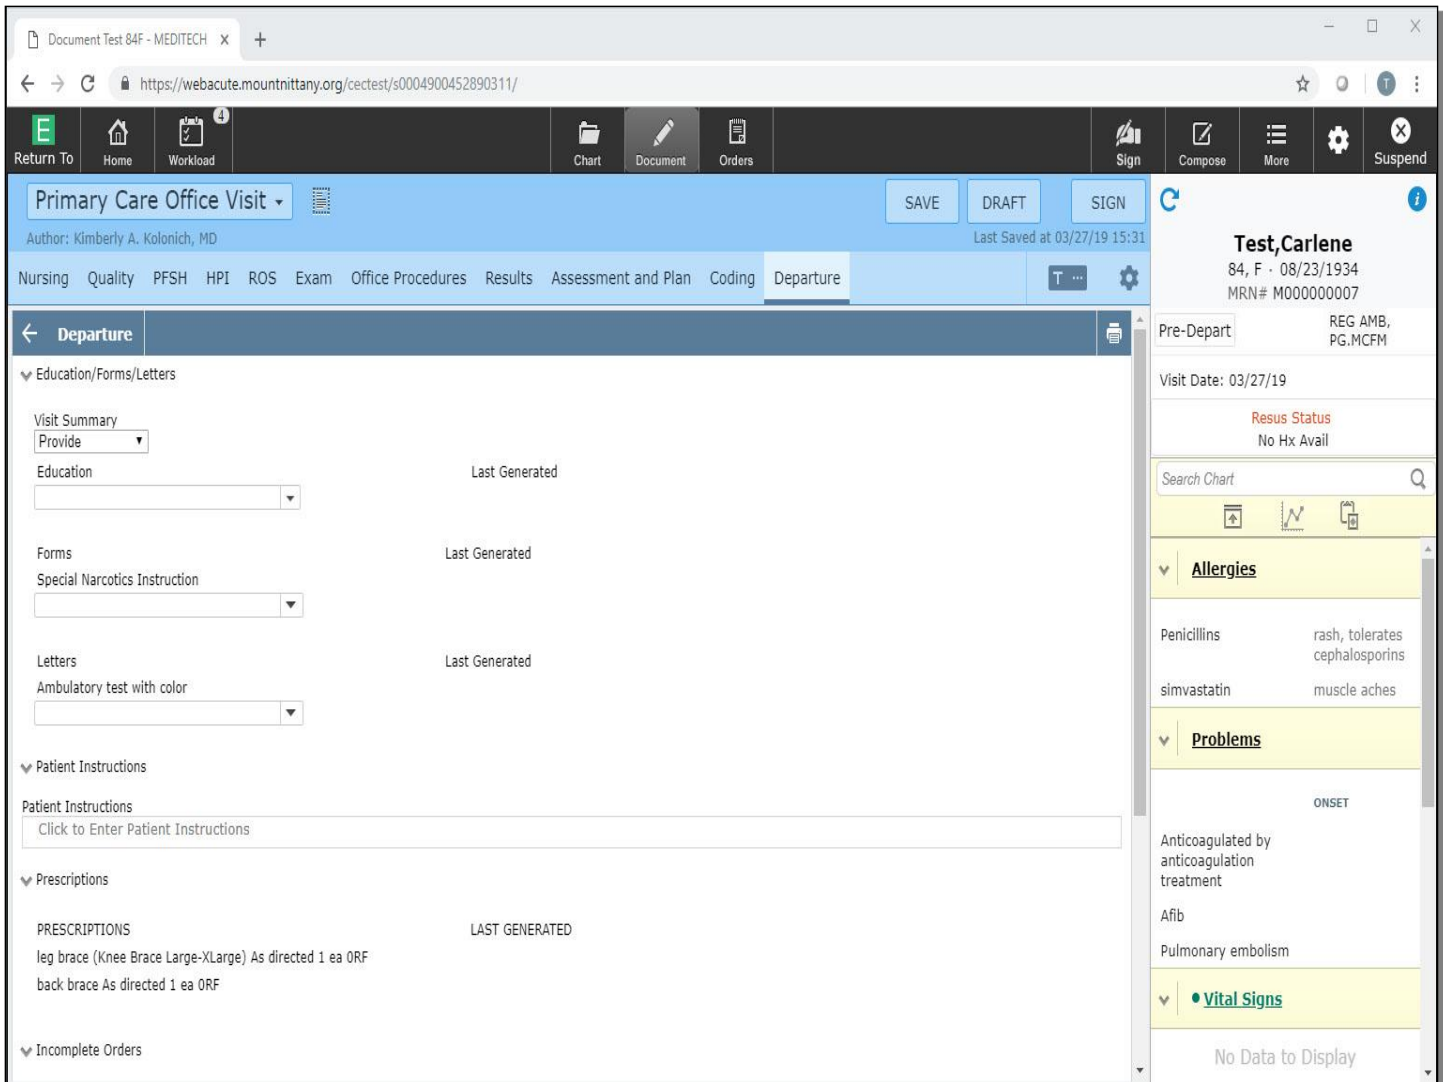 Document Test 84F - MEDITECH
https://webacute.mountnittany.org/cectest/s0004900452890311/
T
E
4
Return To Home Workload Chart Document Orders Sign Compose More Suspend
Primary Care Office Visit
SAVE DRAFT SIGN
Author: Kimberly A. Kolonich, MD
Last Saved at 03/27/19 15:31
Nursing Quality PFSH HPI ROS Exam Office Procedures Results Assessment and Plan Coding Departure T ...
Departure
Education/Forms/Letters
Visit Summary
Provide
Education Last Generated
Forms Last Generated
Special Narcotics Instruction
Letters Last Generated
Ambulatory test with color
Patient Instructions
Patient Instructions
Click to Enter Patient Instructions
Prescriptions
PRESCRIPTIONS LAST GENERATED
leg brace (Knee Brace Large-XLarge) As directed 1 ea 0RF
back brace As directed 1 ea 0RF
Incomplete Orders
i
Test,Carlene
84, F · 08/23/1934
MRN# M000000007
Pre-Depart
REG AMB,
PG.MCFM
Visit Date: 03/27/19
Resus Status
No Hx Avail
Search Chart
Allergies
Penicillins rash, tolerates
cephalosporins
simvastatin muscle aches
Problems
ONSET
Anticoagulated by
anticoagulation
treatment
Afib
Pulmonary embolism
• Vital Signs
No Data to Display